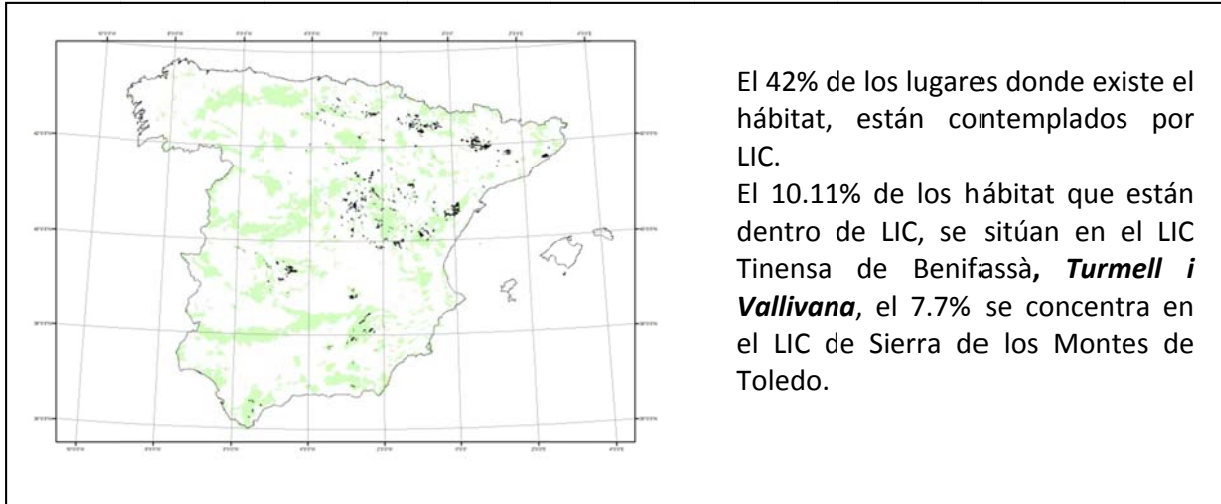 El 42% de los lugares donde existe el
hábitat, están contemplados por
LIC.
El 10.11% de los hábitat que están
dentro de LIC, se sitúan en el LIC
Tinensa de Benifassà, Turmell i
Vallivana, el 7.7% se concentra en
el LIC de Sierra de los Montes de
Toledo.